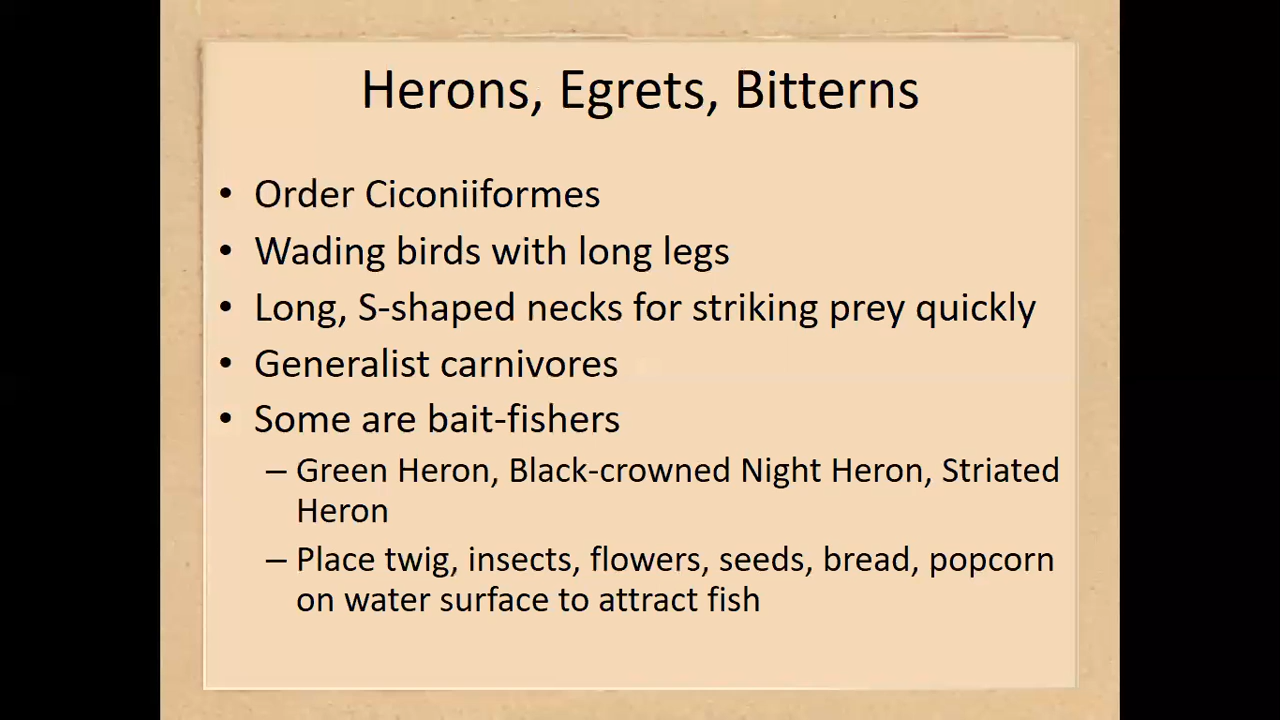 Herons, Egrets, Bitterns
• Order Ciconiiformes
• Wading birds with long legs
• Long, S-shaped necks for striking prey quickly
• Generalist carnivores
• Some are bait-fishers
– Green Heron, Black-crowned Night Heron, Striated
Heron
– Place twig, insects, flowers, seeds, bread, popcorn
on water surface to attract fish